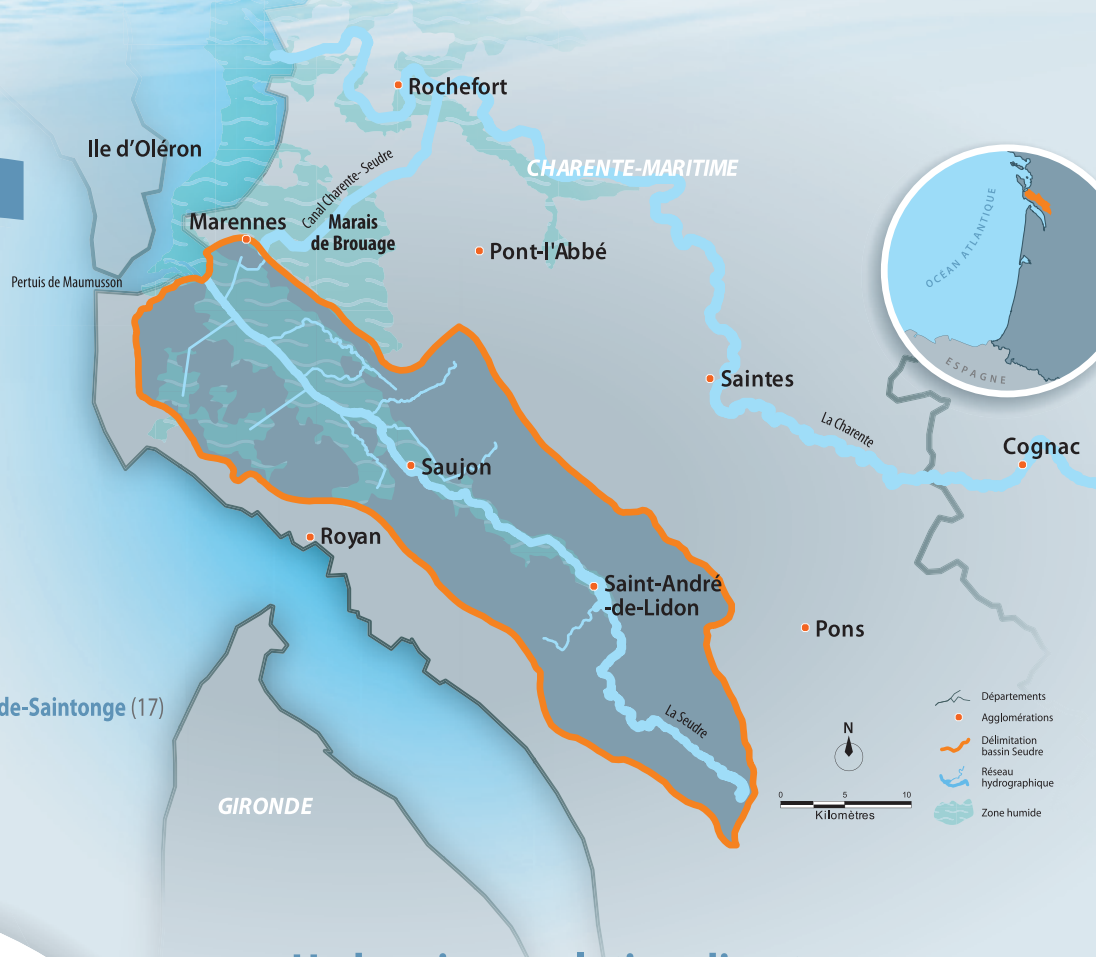 Rochefort
Ile d'Oléron
CHARENTE-MARITIME
Canal Charente- Seudre
Marennes
Marais
de Brouage
Pont-l'Abbé
Pertuis de Maumusson
OCÉAN ATLANTIQUE
ESPAGNE
Saintes
La Charente
Cognac
Saujon
Royan
Saint-André
-de-Lidon
Pons
de-Saintonge (17)
La Seudre
GIRONDE
N
0 5 10
Kilomètres
Départements
Agglomérations
Délimitation
bassin Seudre
Réseau
hydrographique
Zone humide